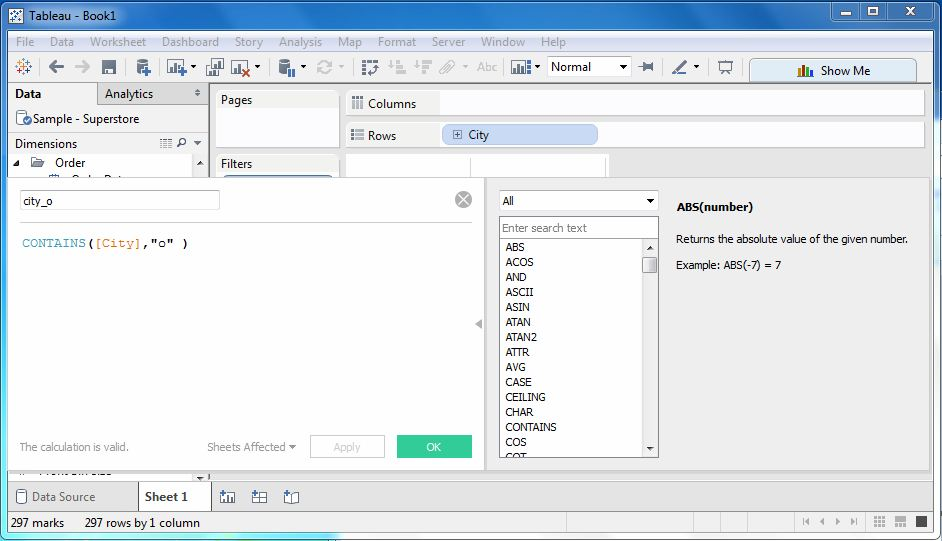 Tableau - Book1
File Data Worksheet Dashboard Story Analysis Map Format Server Window Help
Abc Normal Show Me
Data Analytics
Pages
Columns
Sample - Superstore
Rows City
Dimensions
Order
Filters
city_o
CONTAINS([City],"o" )
All
Enter search text
ABS
ACOS
AND
ASCII
ASIN
ATAN
ATAN2
ATTR
AVG
CASE
CEILING
CHAR
CONTAINS
COS
COT
ABS(number)
Returns the absolute value of the given number.
Example: ABS(-7) = 7
The calculation is valid. Sheets Affected Apply OK
Data Source Sheet 1
297 marks 297 rows by 1 column